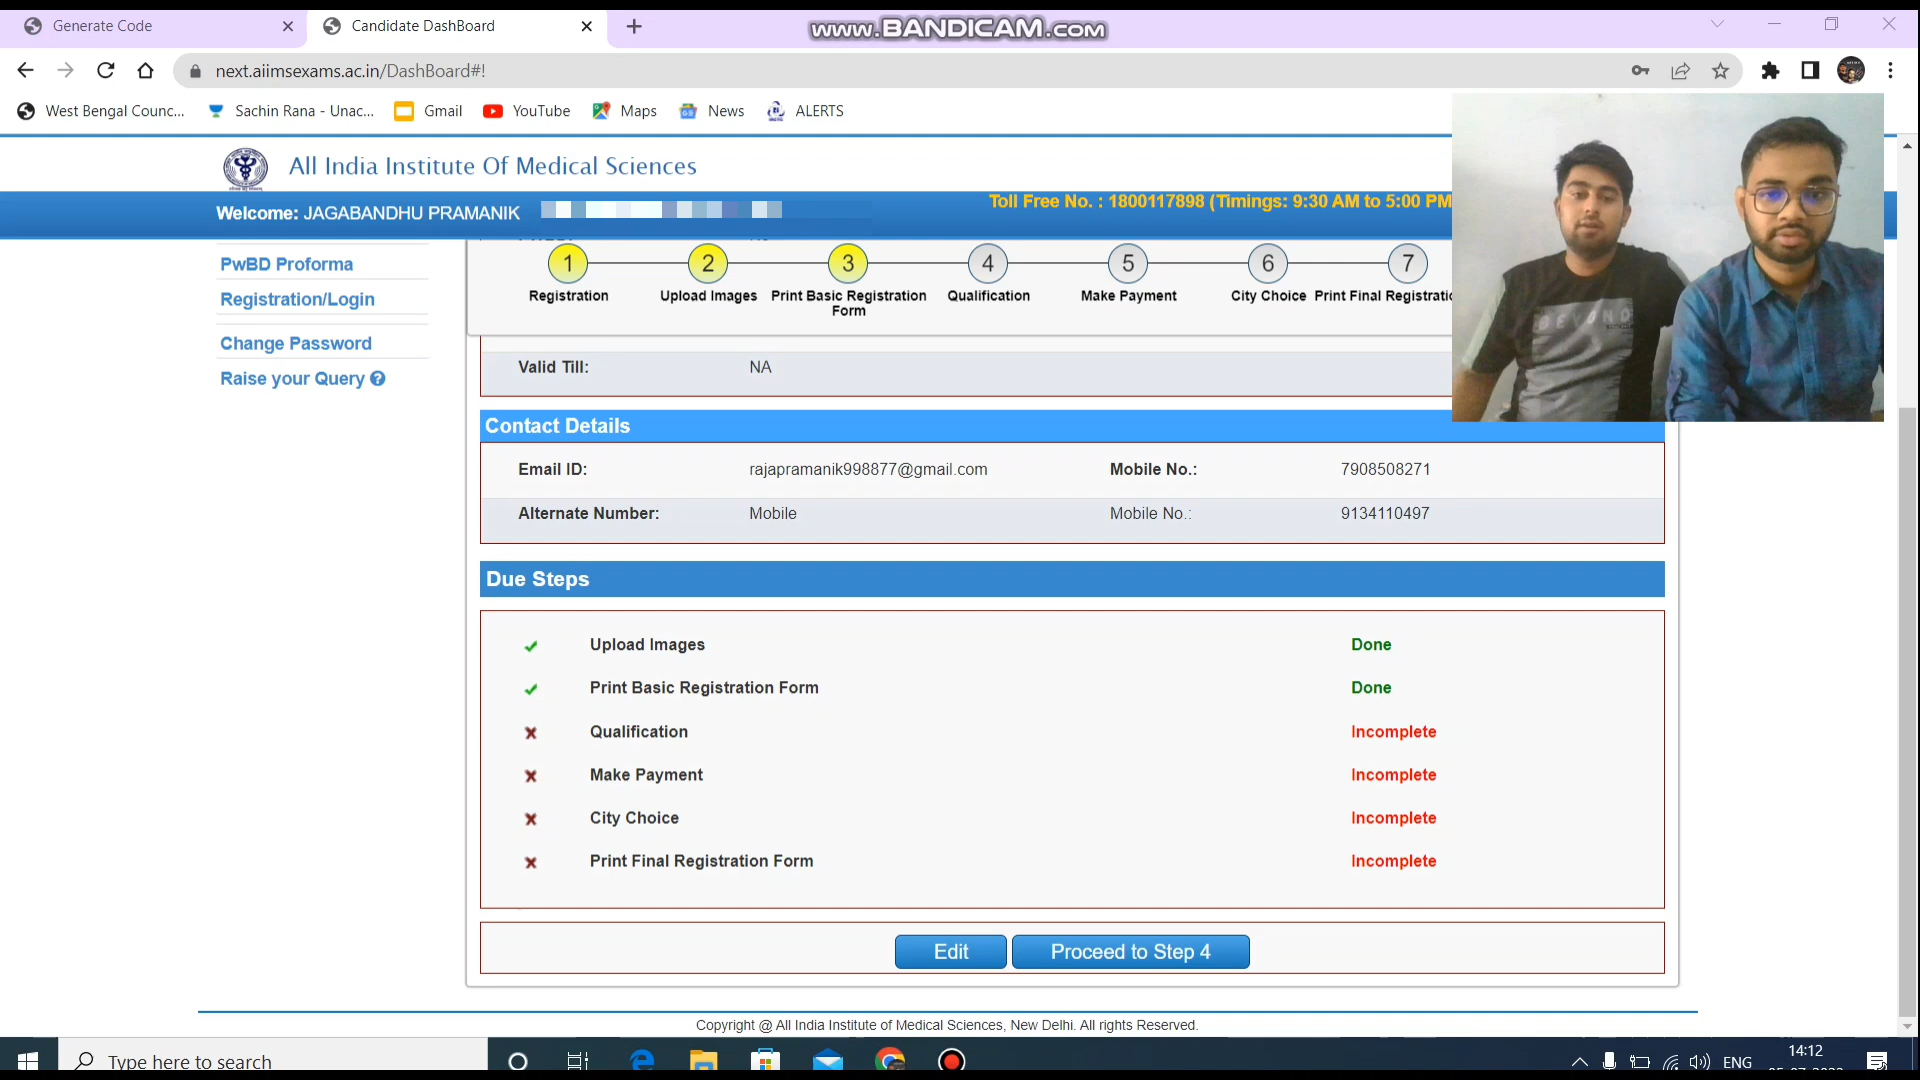 Generate Code
Candidate DashBoard
www.BANDICAM.com
next.aiimsexams.ac.in/DashBoard#!
West Bengal Counc...
Sachin Rana - Unac...
Gmail
YouTube
Maps
News
ALERTS
All India Institute Of Medical Sciences
Welcome: JAGABANDHU PRAMANIK
Toll Free No. : 1800117898 (Timings: 9:30 AM to 5:00 PM
PwBD Proforma
Registration/Login
Change Password
Raise your Query ?
1 2 3 4 5 6 7
Registration
Upload Images
Print Basic Registration Form
Qualification
Make Payment
City Choice
Print Final Registratio
Valid Till: NA
BEYOND
Contact Details
Email ID: rajapramanik998877@gmail.com Mobile No.: 7908508271
Alternate Number: Mobile Mobile No.: 9134110497
Due Steps
Upload Images Done
Print Basic Registration Form Done
Qualification Incomplete
Make Payment Incomplete
City Choice Incomplete
Print Final Registration Form Incomplete
Edit
Proceed to Step 4
Copyright @ All India Institute of Medical Sciences, New Delhi. All rights Reserved.
Type here to search
ENG
14:12